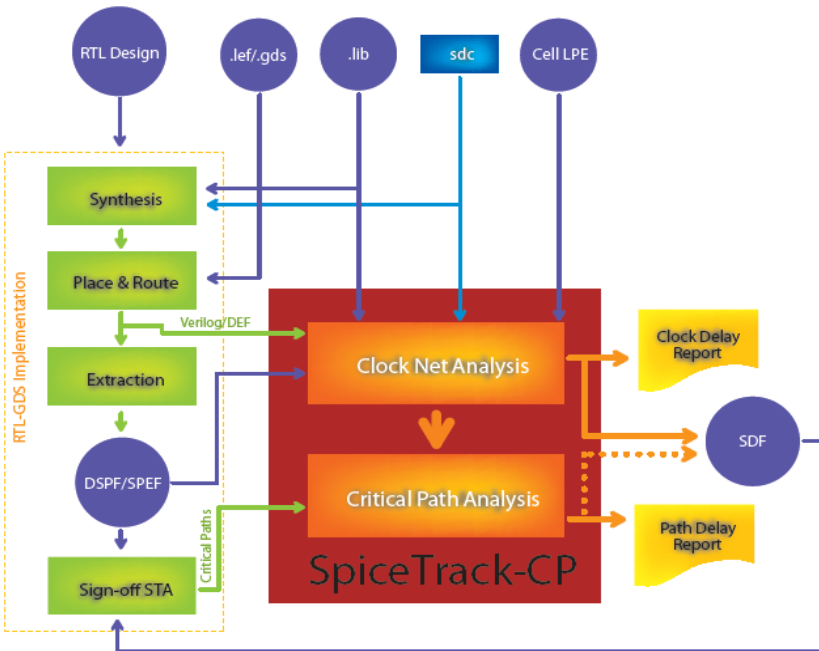 RTL Design
.lef/.gds
.lib
sdc
Cell LPE
RTL-GDS Implementation
Synthesis
Place & Route
Verilog/DEF
Extraction
DSPF/SPEF
Critical Paths
Sign-off STA
Clock Net Analysis
Critical Path Analysis
SpiceTrack-CP
Clock Delay
Report
SDF
Path Delay
Report